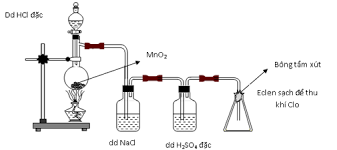 Dd HCl đặc
MnO₂
Bông tẩm xút
Eclen sạch để thu
khí Clo
dd NaCl
dd H₂SO₄ đặc